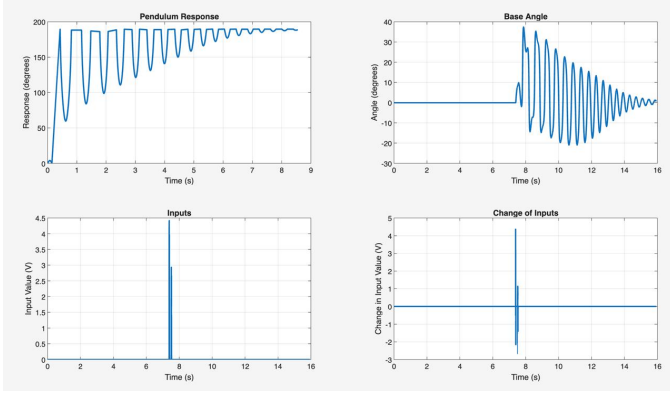 Pendulum Response
Response (degrees)
200
150
100
50
0
0 1 2 3 4 5 6 7 8 9
Time (s)
Base Angle
Angle (degrees)
40
30
20
10
0
-10
-20
-30
0 2 4 6 8 10 12 14 16
Time (s)
Inputs
Input Value (V)
4.5
4
3.5
3
2.5
2
1.5
1
0.5
0
0 2 4 6 8 10 12 14 16
Time (s)
Change of Inputs
Change in Input Value (V)
5
4
3
2
1
0
-1
-2
-3
0 2 4 6 8 10 12 14 16
Time (s)